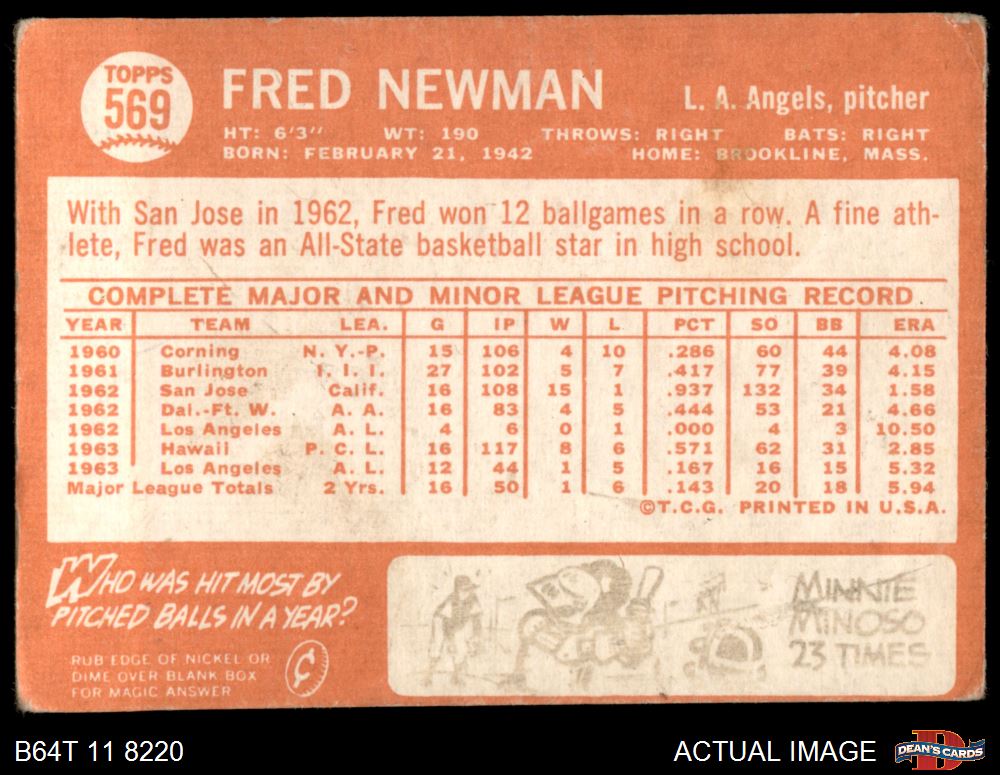 TOPPS
569
FRED NEWMAN
L. A. Angels, pitcher
HT: 6'3" WT: 190 THROWS: RIGHT BATS: RIGHT
BORN: FEBRUARY 21, 1942 HOME: BROOKLINE, MASS.
With San Jose in 1962, Fred won 12 ballgames in a row. A fine ath-
lete, Fred was an All-State basketball star in high school.
COMPLETE MAJOR AND MINOR LEAGUE PITCHING RECORD
YEAR TEAM LEA. G IP W L PCT SO BB ERA
1960 Corning N. Y.-P. 15 106 4 10 .286 60 44 4.08
1961 Burlington I. I. I. 27 102 5 7 .417 77 39 4.15
1962 San Jose Calif. 16 108 15 1 .937 132 34 1.58
1962 Dal.-Ft. W. A. A. 16 83 4 5 .444 53 21 4.66
1962 Los Angeles A. L. 4 6 0 1 .000 4 3 10.50
1963 Hawaii P. C. L. 16 117 8 6 .571 62 31 2.85
1963 Los Angeles A. L. 12 44 1 5 .167 16 15 5.32
Major League Totals 2 Yrs. 16 50 1 6 .143 20 18 5.94
©T.C.G. PRINTED IN U.S.A.
WHO WAS HIT MOST BY
PITCHED BALLS IN A YEAR?
RUB EDGE OF NICKEL OR
DIME OVER BLANK BOX
FOR MAGIC ANSWER
¢
MINNIE
MINOSO
23 TIMES
B64T 11 8220
ACTUAL IMAGE
DEAN'S CARDS